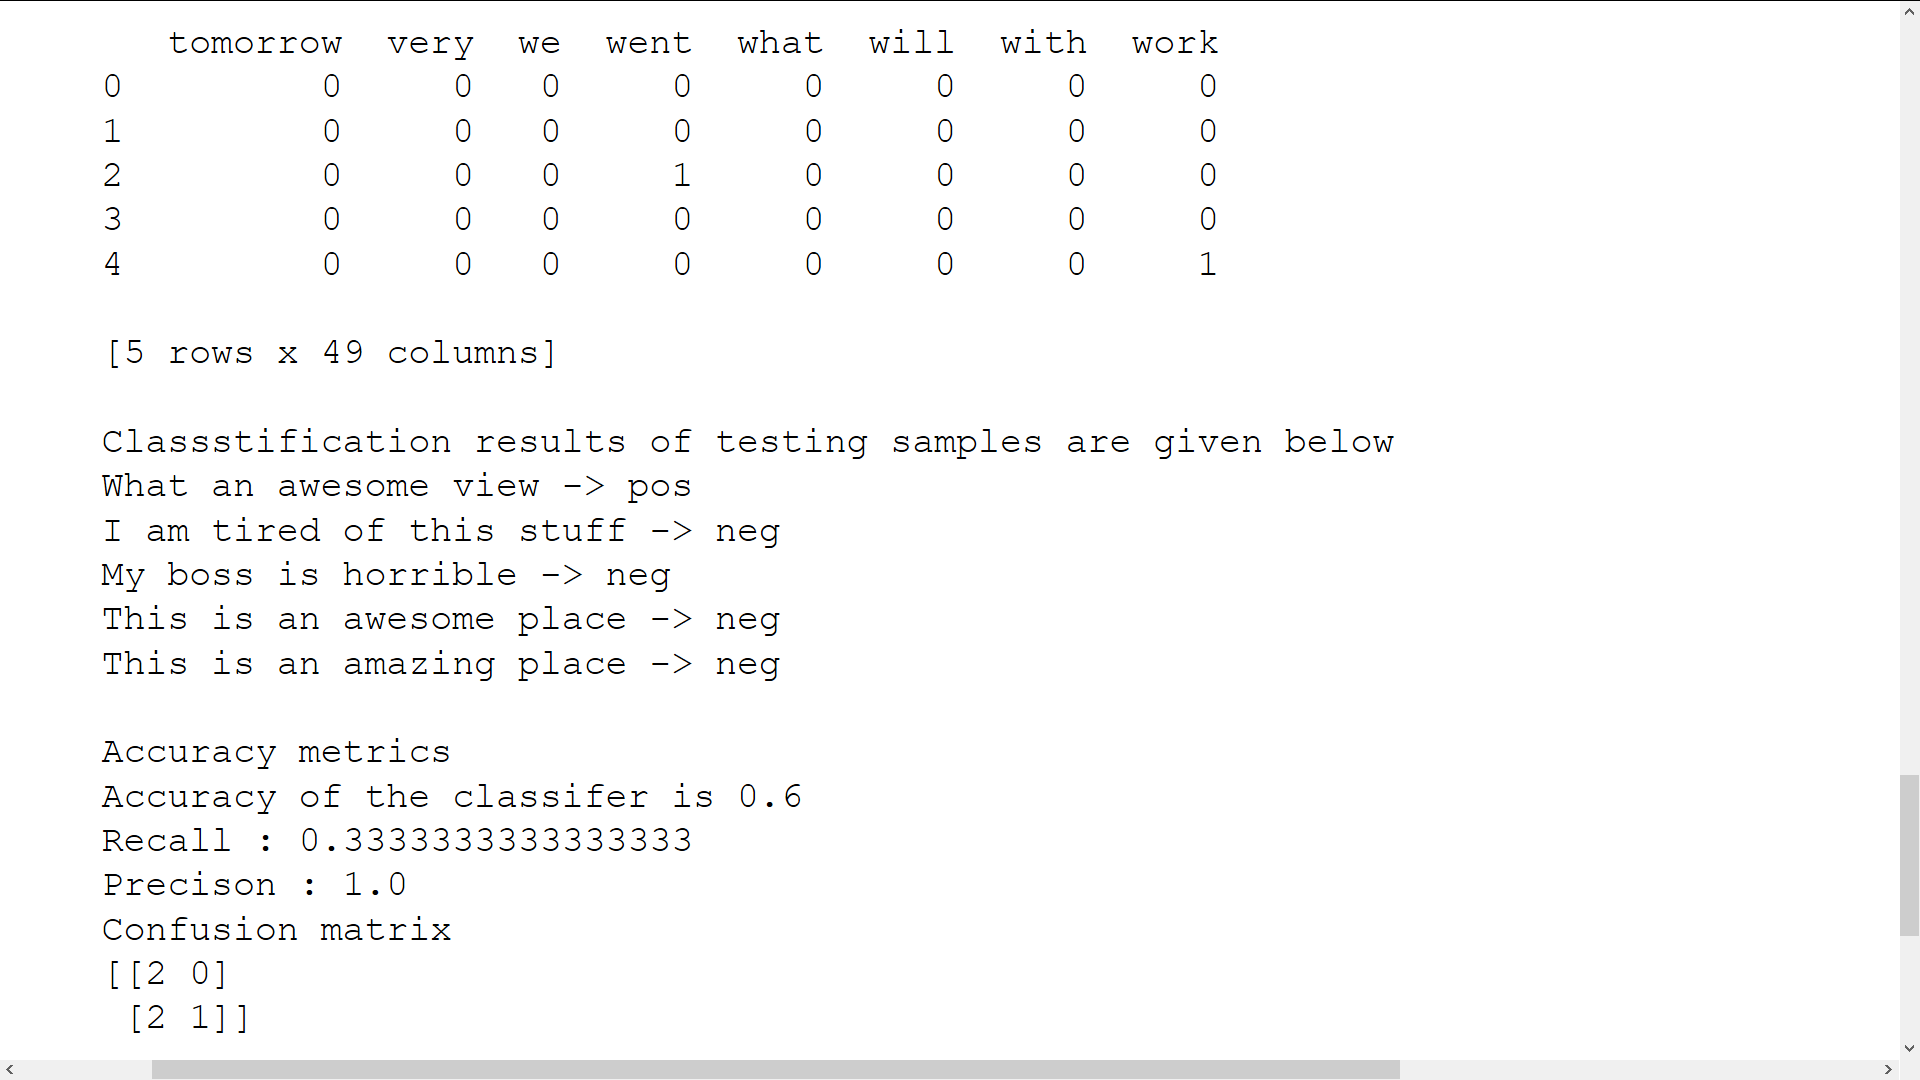 tomorrow very we went what will with work
0 0 0 0 0 0 0 0 0
1 0 0 0 0 0 0 0 0
2 0 0 0 1 0 0 0 0
3 0 0 0 0 0 0 0 0
4 0 0 0 0 0 0 0 1
[5 rows x 49 columns]
Classstification results of testing samples are given below
What an awesome view -> pos
I am tired of this stuff -> neg
My boss is horrible -> neg
This is an awesome place -> neg
This is an amazing place -> neg
Accuracy metrics
Accuracy of the classifer is 0.6
Recall : 0.3333333333333333
Precison : 1.0
Confusion matrix
[[2 0]
[2 1]]